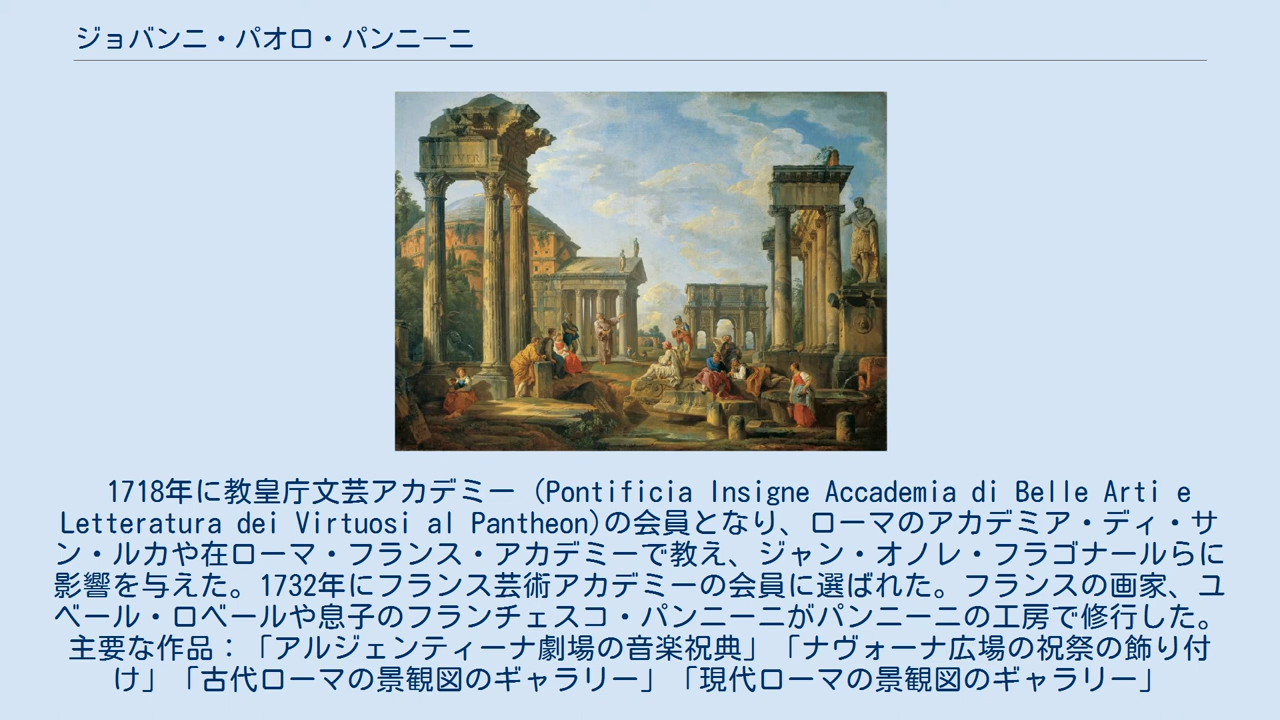 ジョバンニ・パオロ・パンニーニ
1718年に教皇庁文芸アカデミー（Pontificia Insigne Accademia di Belle Arti e
Letteratura dei Virtuosi al Pantheon)の会員となり、ローマのアカデミア・ディ・サ
ン・ルカや在ローマ・フランス・アカデミーで教え、ジャン・オノレ・フラゴナールらに
影響を与えた。1732年にフランス芸術アカデミーの会員に選ばれた。フランスの画家、ユ
ベール・ロベールや息子のフランチェスコ・パンニーニがパンニーニの工房で修行した。
主要な作品：「アルジェンティーナ劇場の音楽祝典」「ナヴォーナ広場の祝祭の飾り付
け」「古代ローマの景観図のギャラリー」「現代ローマの景観図のギャラリー」